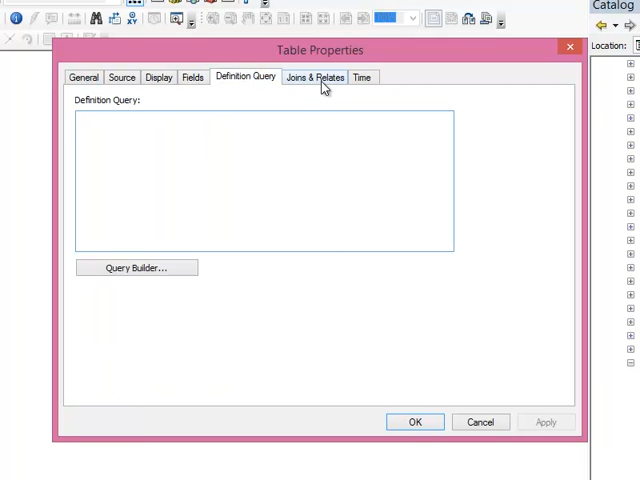 Catalog
Location:
Table Properties
General Source Display Fields Definition Query Joins & Relates Time
Definition Query:
Query Builder...
OK Cancel Apply